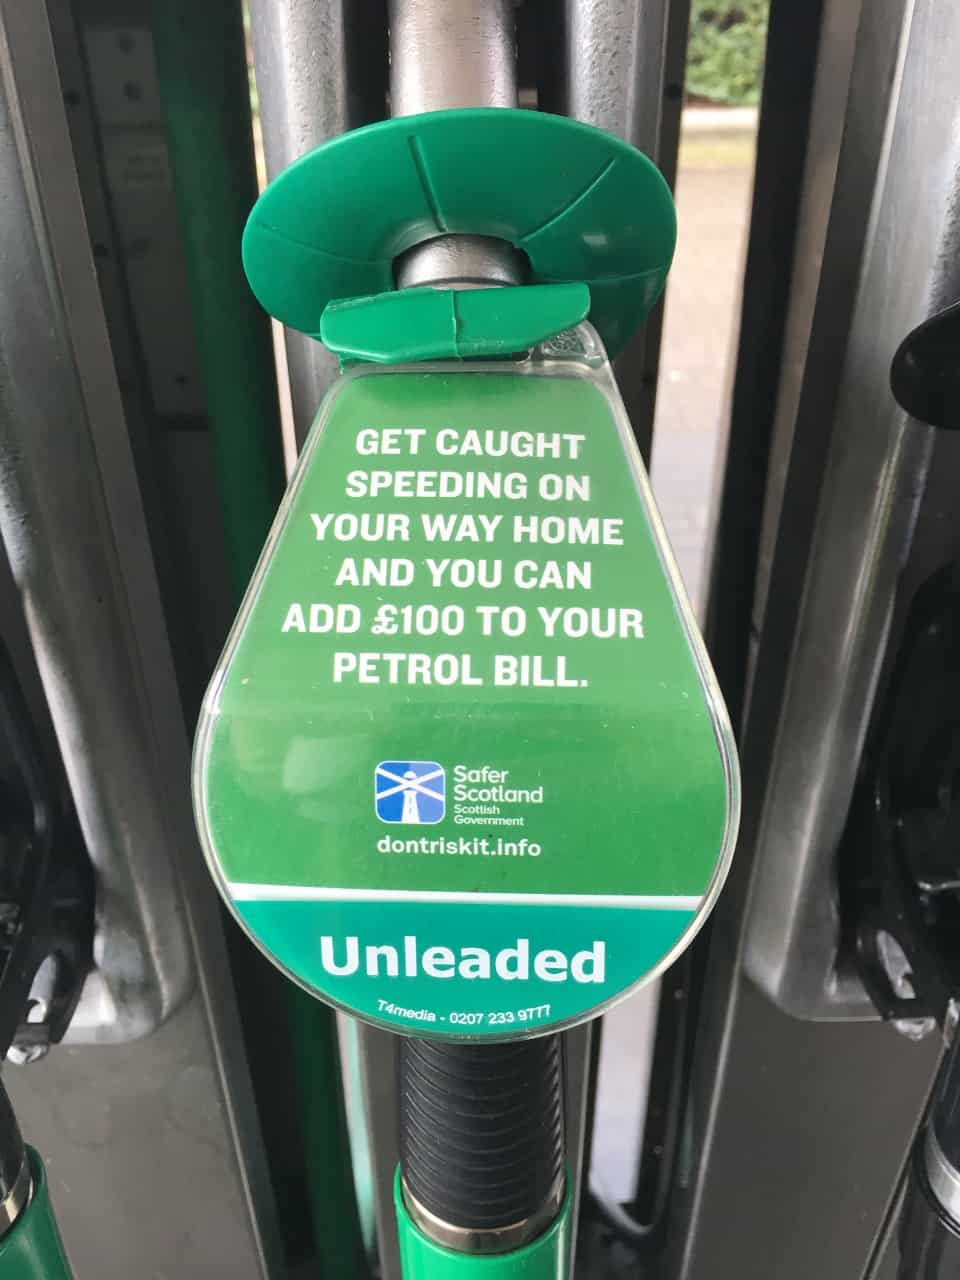 GET CAUGHT
SPEEDING ON
YOUR WAY HOME
AND YOU CAN
ADD £100 TO YOUR
PETROL BILL.
Safer
Scotland
Scottish
Government
dontriskit.info
Unleaded
T4media - 0207 233 9777